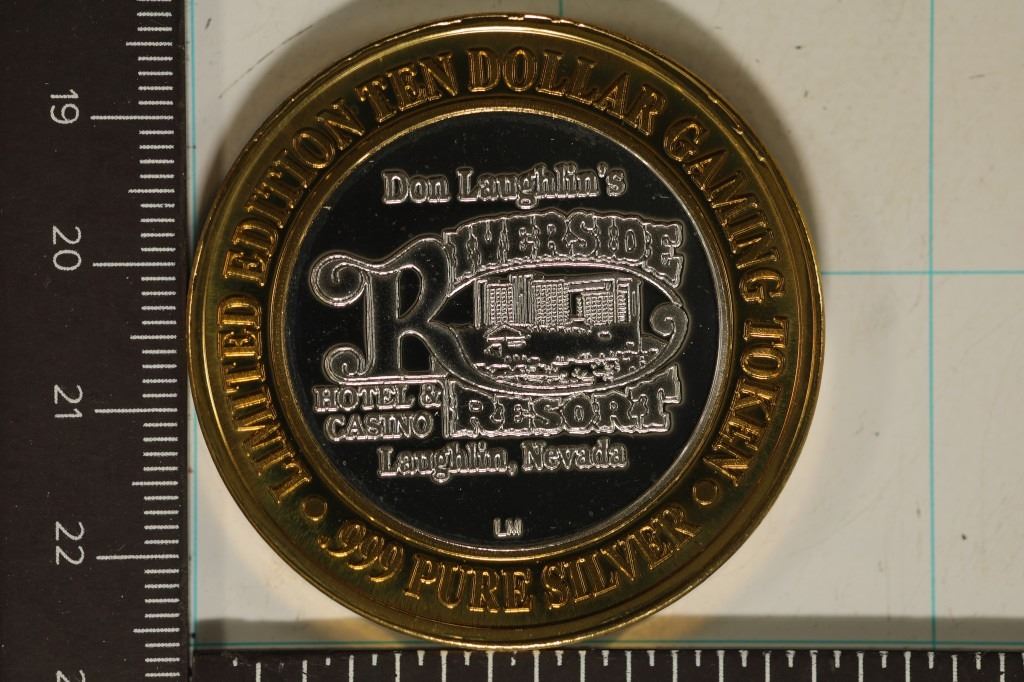 LIMITED EDITION TEN DOLLAR GAMING TOKEN
Don Laughlin's
RIVERSIDE
HOTEL &
CASINO
RESORT
Laughlin, Nevada
LM
.999 PURE SILVER
19
20
21
22